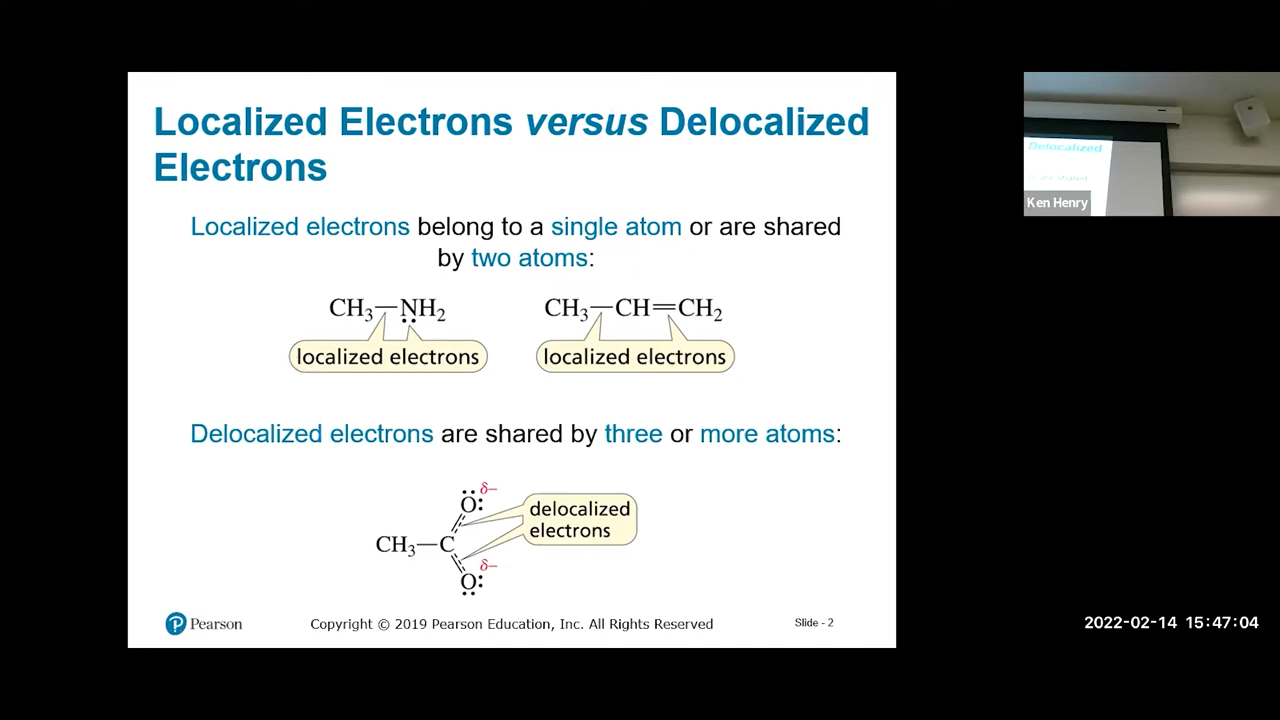 Localized Electrons versus Delocalized
Electrons
Localized electrons belong to a single atom or are shared
by two atoms:
CH₃—NH₂ CH₃—CH=CH₂
localized electrons localized electrons
Delocalized electrons are shared by three or more atoms:
O δ−
delocalized
electrons
CH₃—C
O δ−
Pearson Copyright © 2019 Pearson Education, Inc. All Rights Reserved Slide - 2
Delocalized
or are shared
Ken Henry
2022-02-14 15:47:04